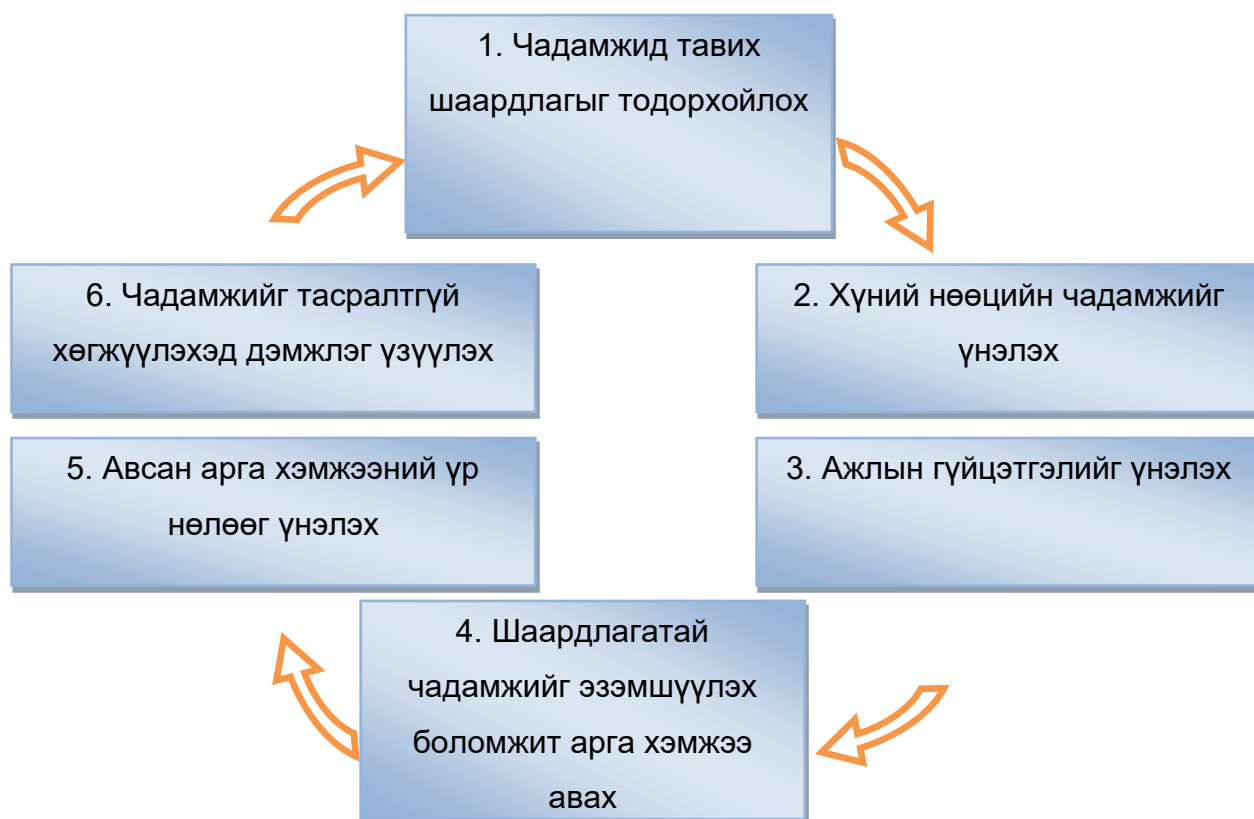 1. Чадамжид тавих
шаардлагыг тодорхойлох
2. Хүний нөөцийн чадамжийг
үнэлэх
3. Ажлын гүйцэтгэлийг үнэлэх
4. Шаардлагатай
чадамжийг эзэмшүүлэх
боломжит арга хэмжээ
авах
5. Авсан арга хэмжээний үр
нөлөөг үнэлэх
6. Чадамжийг тасралтгүй
хөгжүүлэхэд дэмжлэг үзүүлэх